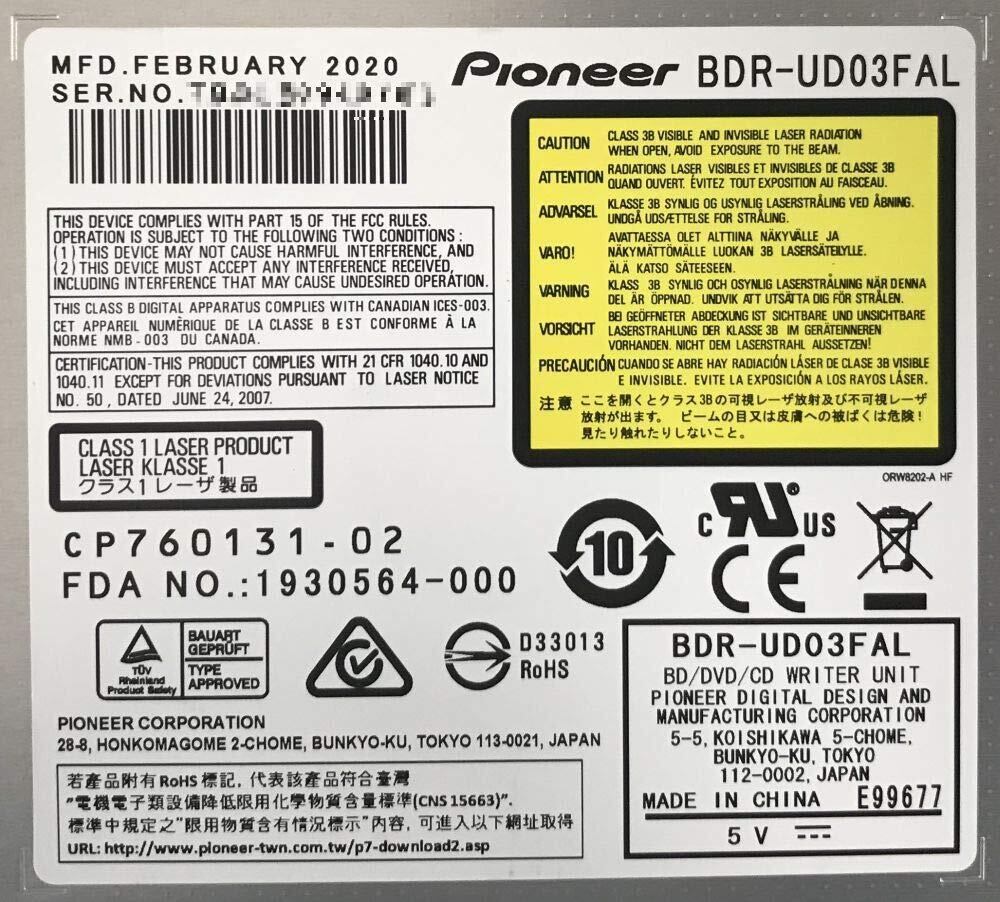 MFD.FEBRUARY 2020
SER.NO.
Pioneer BDR-UD03FAL
THIS DEVICE COMPLIES WITH PART 15 OF THE FCC RULES.
OPERATION IS SUBJECT TO THE FOLLOWING TWO CONDITIONS :
(1) THIS DEVICE MAY NOT CAUSE HARMFUL INTERFERENCE, AND
(2) THIS DEVICE MUST ACCEPT ANY INTERFERENCE RECEIVED,
INCLUDING INTERFERENCE THAT MAY CAUSE UNDESIRED OPERATION.
THIS CLASS B DIGITAL APPARATUS COMPLIES WITH CANADIAN ICES-003.
CET APPAREIL NUMÈRIQUE DE LA CLASSE B EST CONFORME À LA
NORME NMB-003 DU CANADA.
CERTIFICATION-THIS PRODUCT COMPLIES WITH 21 CFR 1040.10 AND
1040.11 EXCEPT FOR DEVIATIONS PURSUANT TO LASER NOTICE
NO. 50, DATED JUNE 24, 2007.
CAUTION CLASS 3B VISIBLE AND INVISIBLE LASER RADIATION
WHEN OPEN, AVOID EXPOSURE TO THE BEAM.
ATTENTION RADIATIONS LASER VISIBLES ET INVISIBLES DE CLASSE 3B
QUAND OUVERT. ÉVITEZ TOUT EXPOSITION AU FAISCEAU.
ADVARSEL KLASSE 3B SYNLIG OG USYNLIG LASERSTRÅLING VED ÅBNING.
UNDGÅ UDSÆTTELSE FOR STRÅLING.
VARO! AVATTAESSA OLET ALTTIINA NÄKYVÄLLE JA
NÄKYMÄTTÖMÄLLE LUOKAN 3B LASERSÄTEILYLLE.
ÄLÄ KATSO SÄTEESEEN.
VARNING KLASS 3B SYNLIG OCH OSYNLIG LASERSTRÅLNING NÄR DENNA
DEL ÄR ÖPPNAD. UNDVIK ATT UTSÄTTA DIG FÖR STRÅLEN.
VORSICHT BEI GEÖFFNETER ABDECKUNG IST SICHTBARE UND UNSICHTBARE
LASERSTRAHLUNG DER KLASSE 3B IM GERÄTEINNEREN
VORHANDEN. NICHT DEM LASERSTRAHL AUSSETZEN!
PRECAUCIÓN CUANDO SE ABRE HAY RADIACIÓN LÁSER DE CLASE 3B VISIBLE
E INVISIBLE. EVITE LA EXPOSICIÓN A LOS RAYOS LÁSER.
注意 ここを開くとクラス3Bの可視レーザ放射及び不可視レーザ
放射が出ます。 ビームの目又は皮膚への被ばくは危険!
見たり触れたりしないこと。
ORW8202-A HF
CLASS 1 LASER PRODUCT
LASER KLASSE 1
クラス1レーザ製品
CP760131-02
FDA NO.:1930564-000
10
c RU ® US
CE
TÜV
Rheinland
Product Safety
BAUART
GEPRÜFT
TYPE
APPROVED
D33013
RoHS
PIONEER CORPORATION
28-8, HONKOMAGOME 2-CHOME, BUNKYO-KU, TOKYO 113-0021, JAPAN
若產品附有 RoHS 標記, 代表該產品符合臺灣
"電機電子類設備降低限用化學物質含量標準(CNS 15663)".
標準中規定之"限用物質含有情況標示"內容, 可進入以下網址取得
URL: http://www.pioneer-twn.com.tw/p7-download2.asp
BDR-UD03FAL
BD/DVD/CD WRITER UNIT
PIONEER DIGITAL DESIGN AND
MANUFACTURING CORPORATION
5-5, KOISHIKAWA 5-CHOME,
BUNKYO-KU, TOKYO
112-0002, JAPAN
MADE IN CHINA E99677
5 V